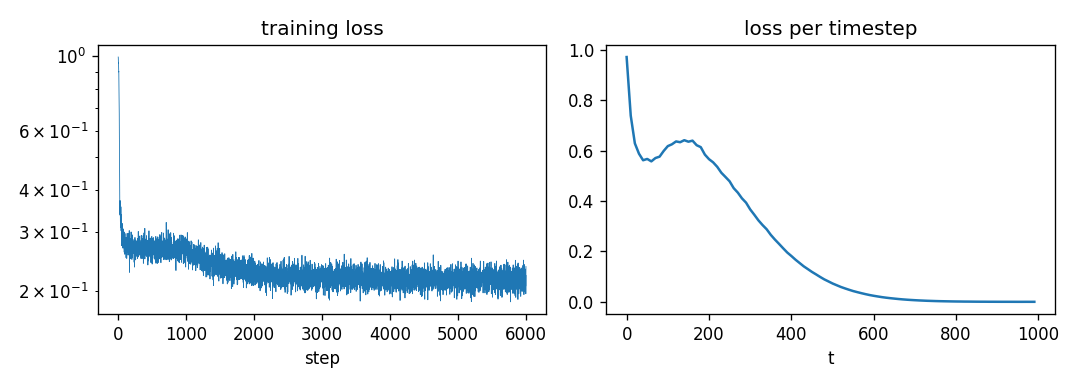 training loss
10⁰
6 × 10⁻¹
4 × 10⁻¹
3 × 10⁻¹
2 × 10⁻¹
0 1000 2000 3000 4000 5000 6000
step
loss per timestep
1.0
0.8
0.6
0.4
0.2
0.0
0 200 400 600 800 1000
t